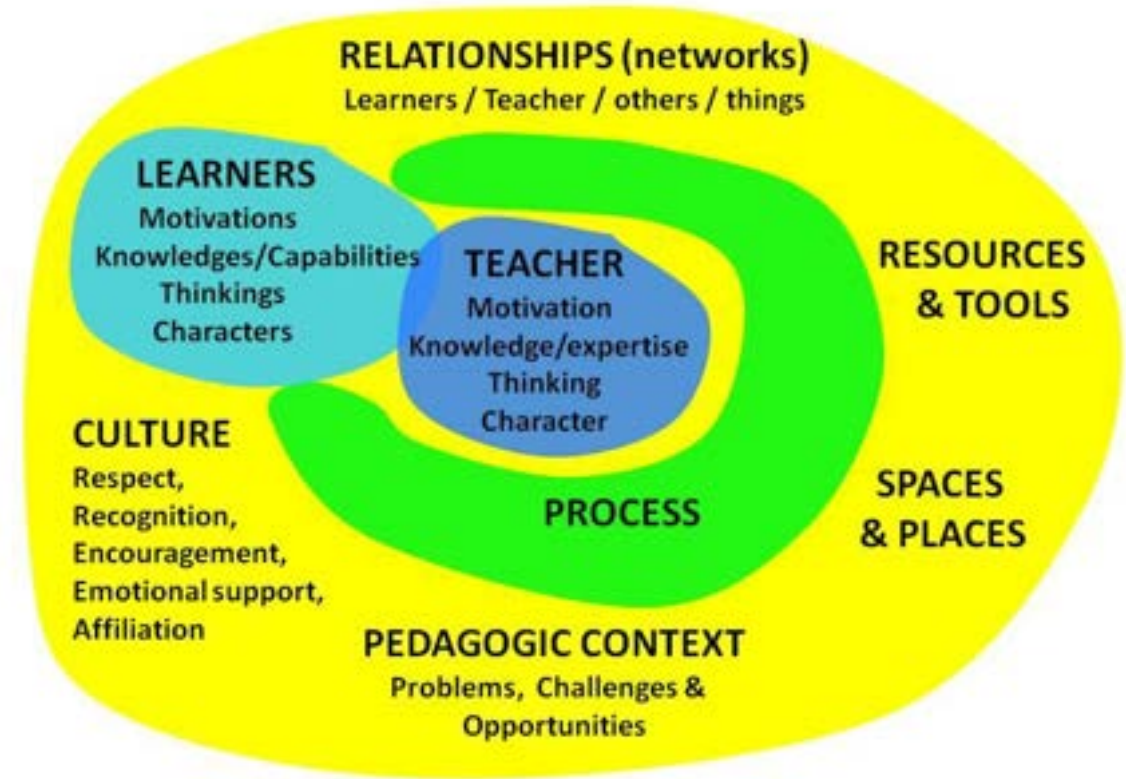 RELATIONSHIPS (networks)
Learners / Teacher / others / things
LEARNERS
Motivations
Knowledges/Capabilities
Thinkings
Characters
TEACHER
Motivation
Knowledge/expertise
Thinking
Character
RESOURCES
& TOOLS
CULTURE
Respect,
Recognition,
Encouragement,
Emotional support,
Affiliation
PROCESS
SPACES
& PLACES
PEDAGOGIC CONTEXT
Problems, Challenges &
Opportunities